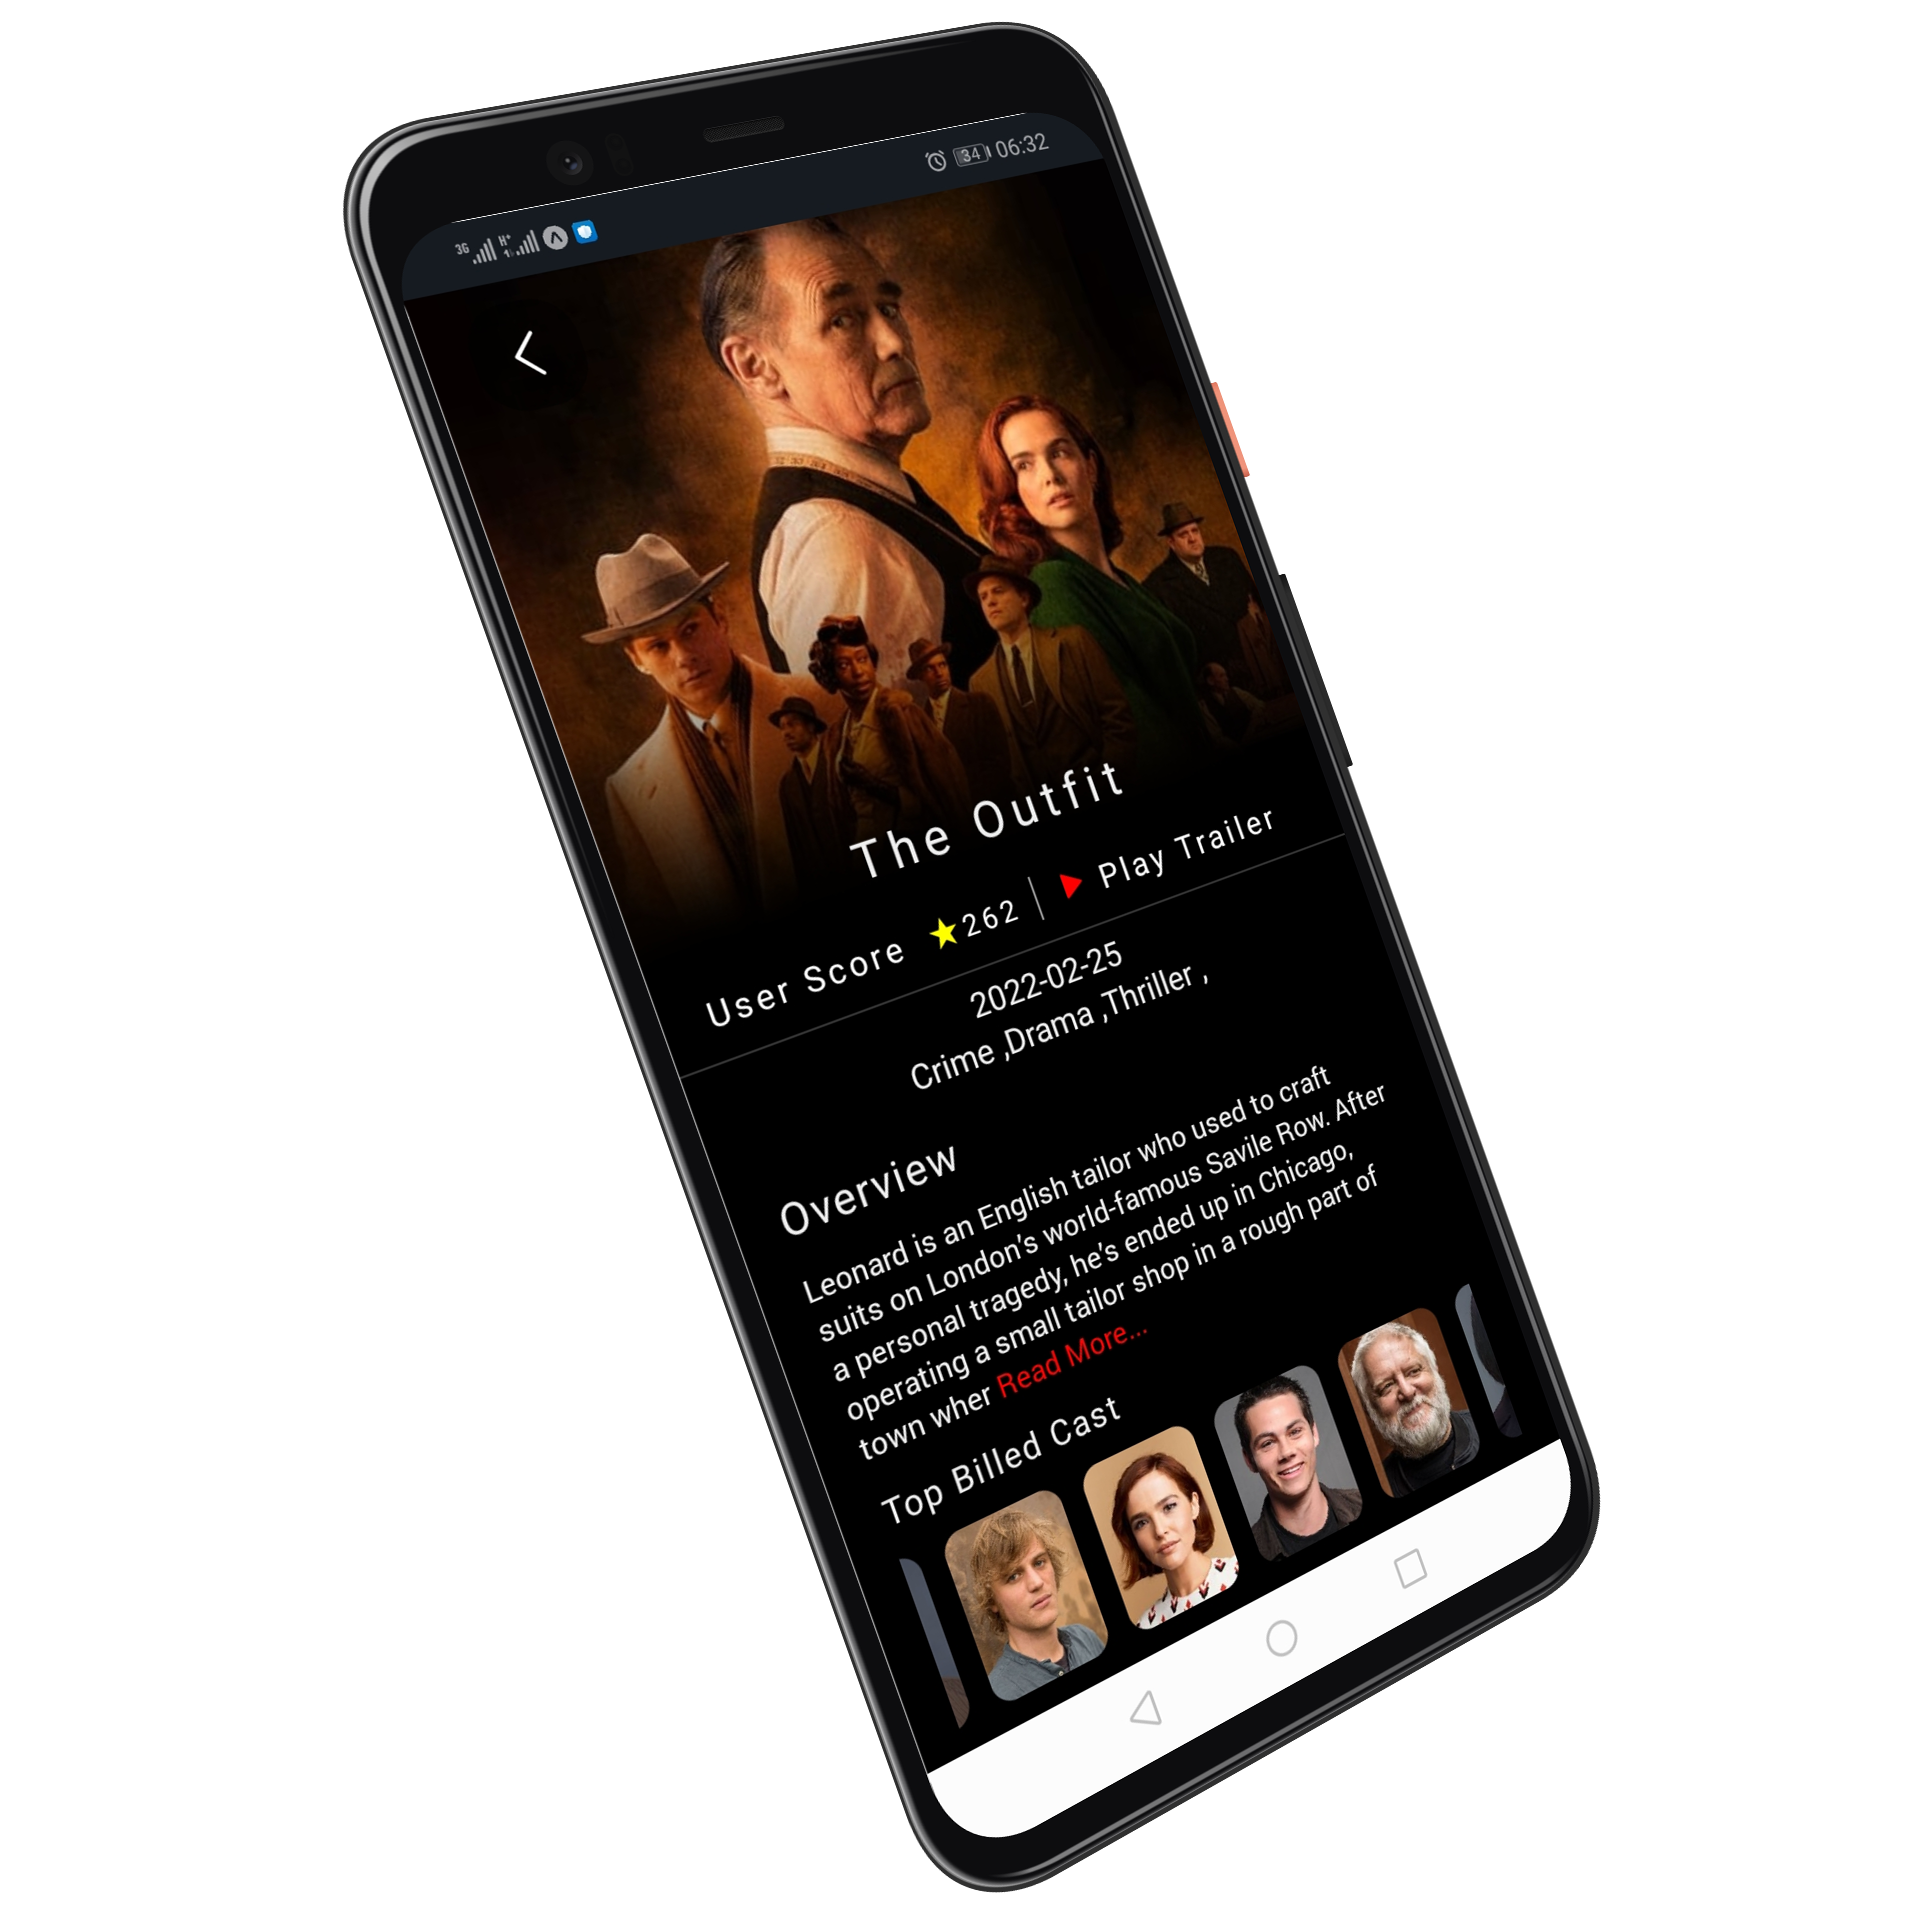 3G H+ 34 06:32
The Outfit
User Score 262 Play Trailer
2022-02-25
Crime ,Drama ,Thriller ,
Overview
Leonard is an English tailor who used to craft
suits on London's world-famous Savile Row. After
a personal tragedy, he's ended up in Chicago,
operating a small tailor shop in a rough part of
town wher Read More...
Top Billed Cast